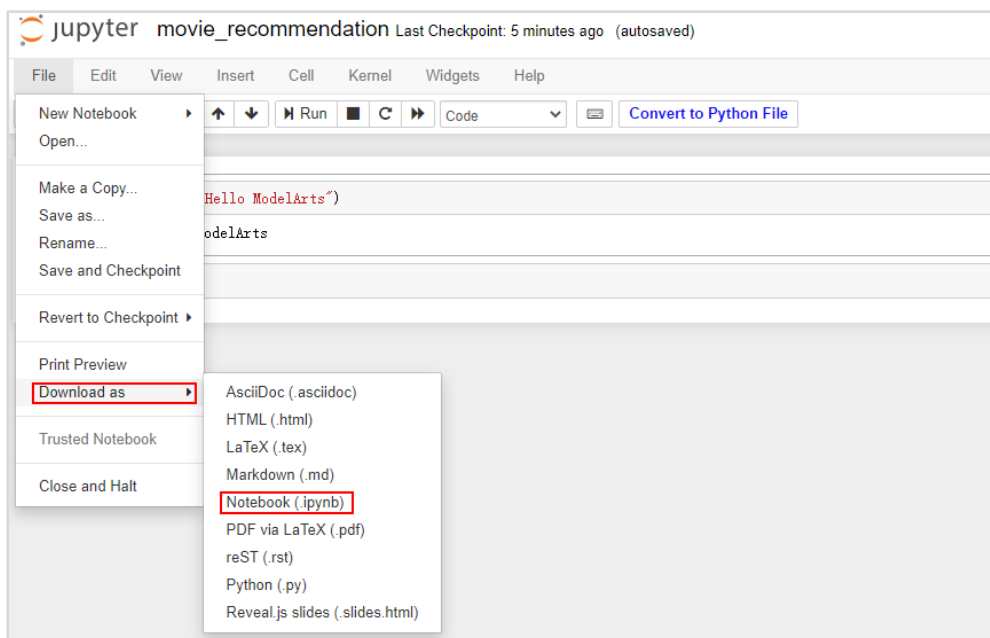 jupyter movie_recommendation Last Checkpoint: 5 minutes ago (autosaved)
File Edit View Insert Cell Kernel Widgets Help
New Notebook
Run Code Convert to Python File
Open...
Make a Copy...
Hello ModelArts")
Save as...
odelArts
Rename...
Save and Checkpoint
Revert to Checkpoint
Print Preview
Download as
AsciiDoc (.asciidoc)
HTML (.html)
Trusted Notebook
LaTeX (.tex)
Markdown (.md)
Close and Halt
Notebook (.ipynb)
PDF via LaTeX (.pdf)
reST (.rst)
Python (.py)
Reveal.js slides (.slides.html)